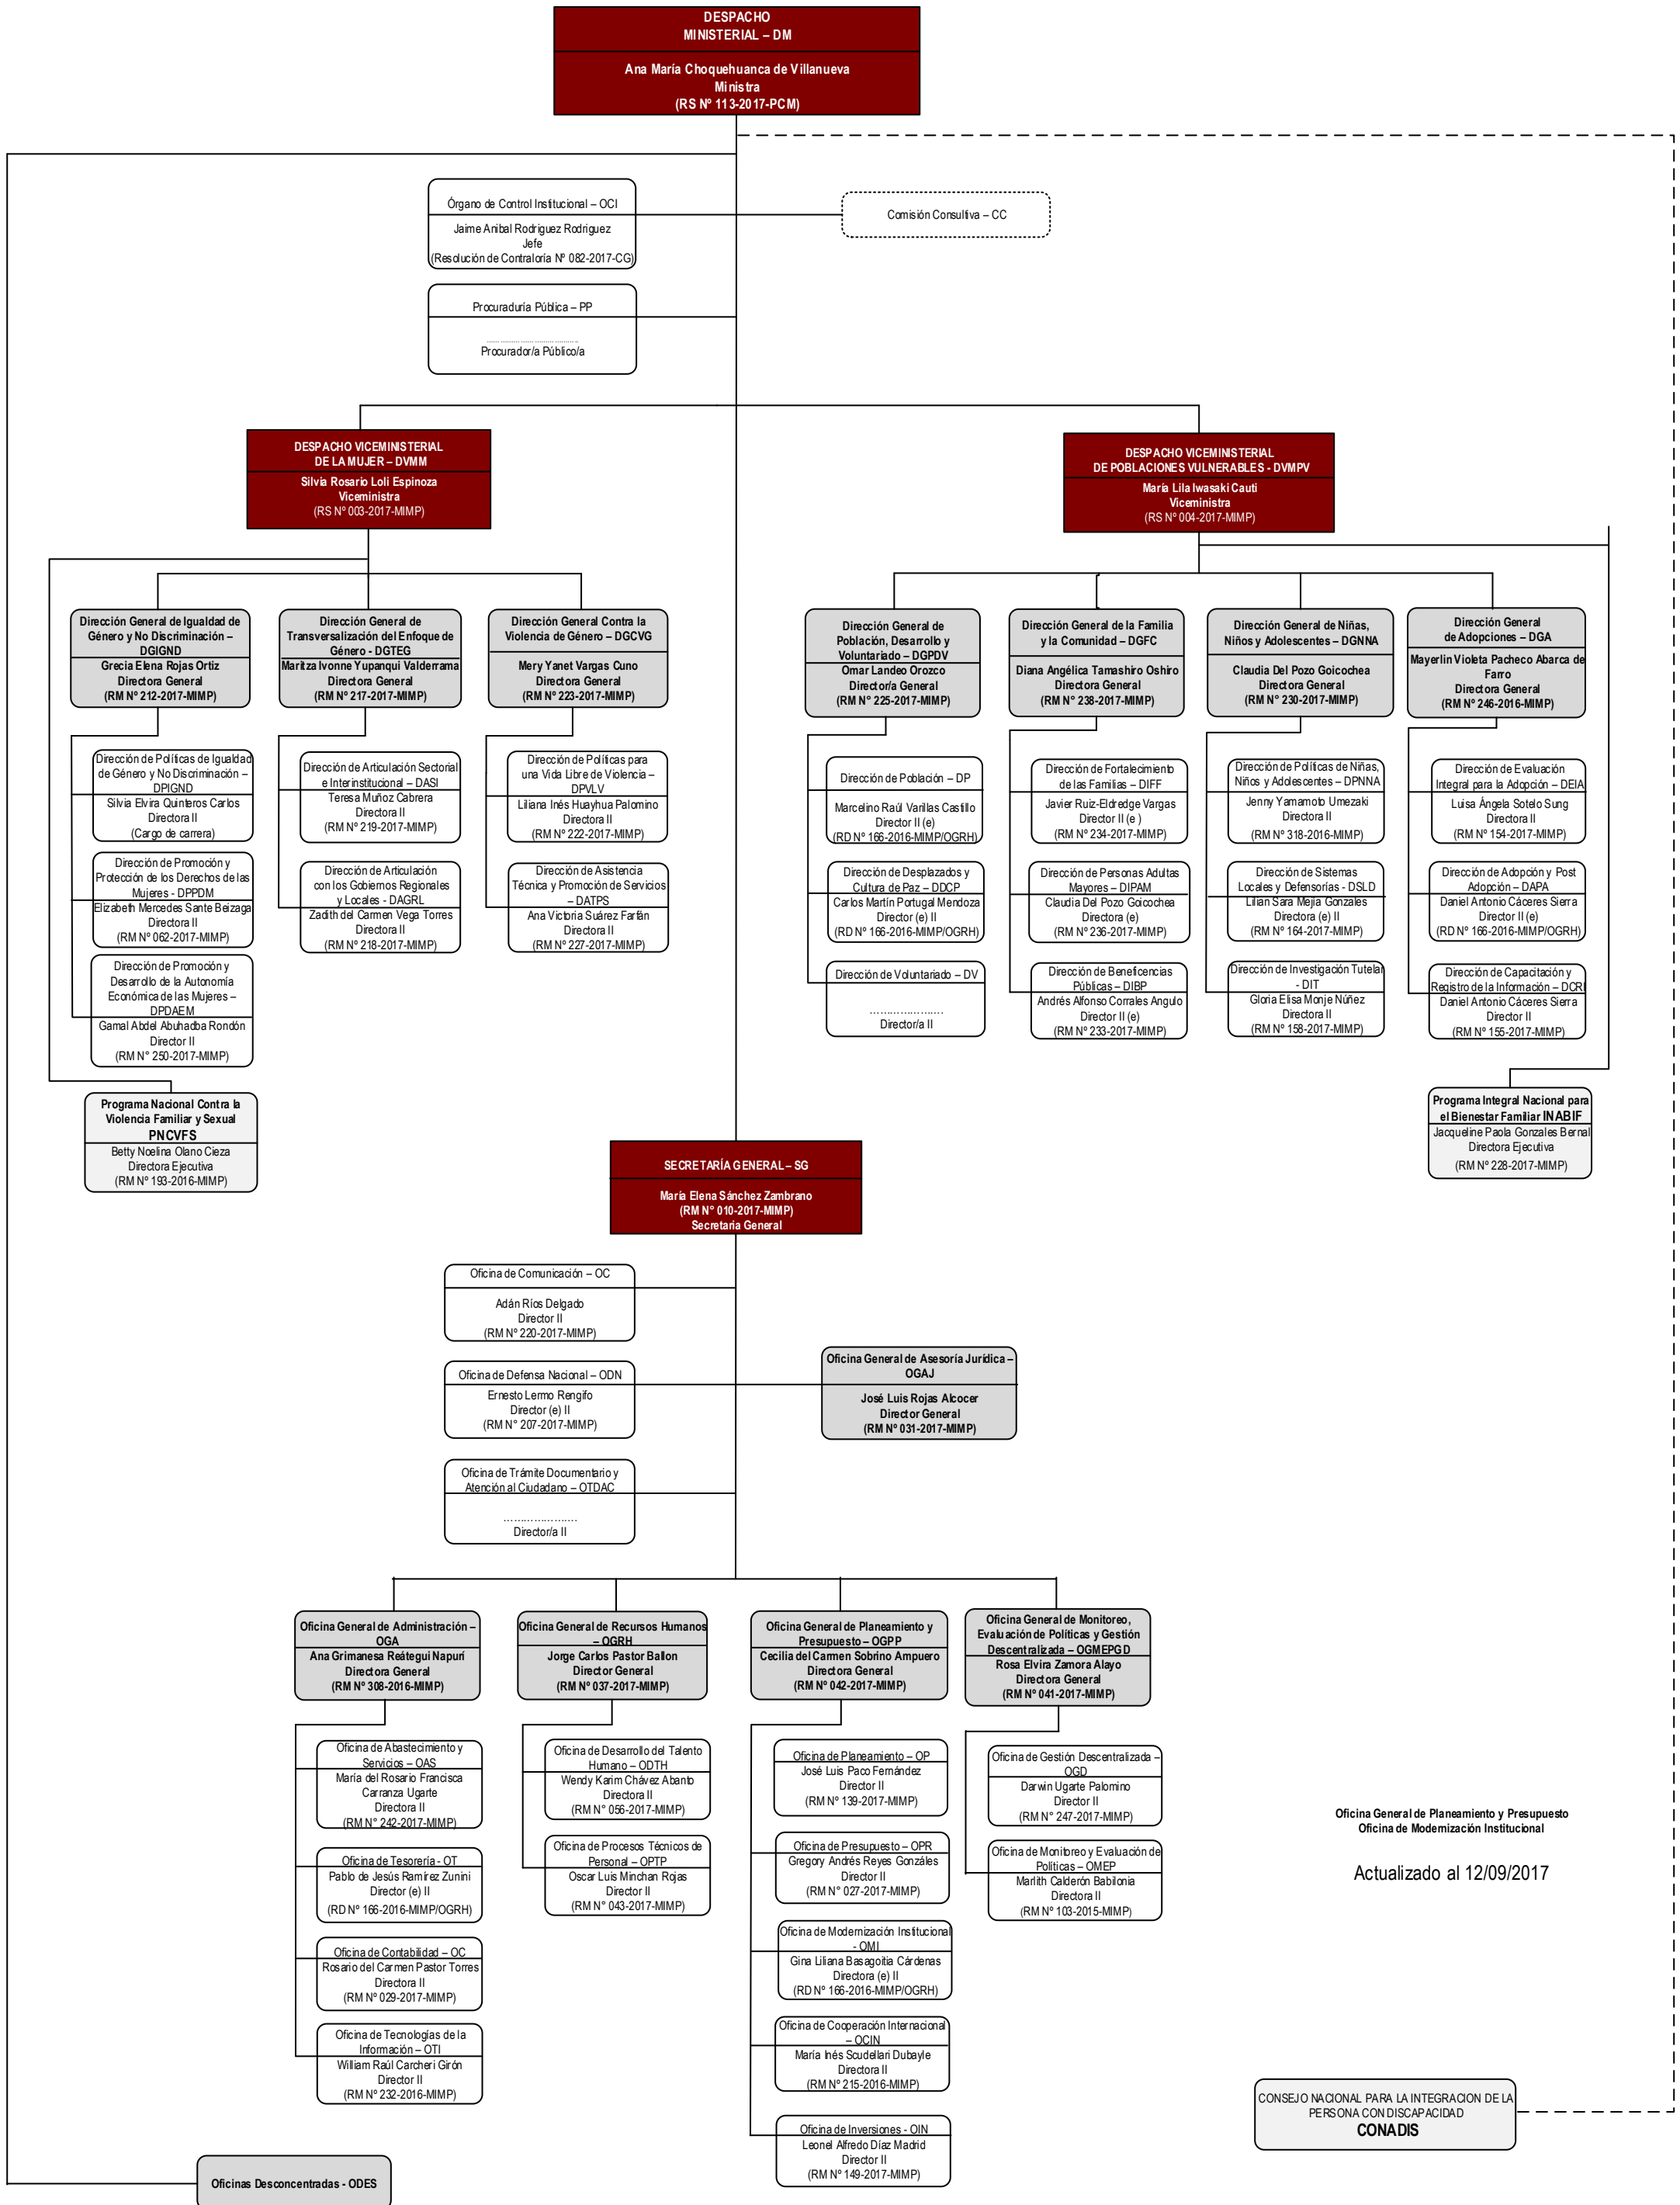 DESPACHO
MINISTERIAL – DM
Ana María Choquehuanca de Villanueva
Ministra
(RS Nº 113-2017-PCM)
Órgano de Control Institucional – OCI
Jaime Anibal Rodriguez Rodriguez
Jefe
(Resolución de Contraloría Nº 082-2017-CG)
Comisión Consultiva – CC
Procuraduría Pública – PP
........................................
Procurador/a Público/a
DESPACHO VICEMINISTERIAL
DE LA MUJER – DVMM
Silvia Rosario Loli Espinoza
Viceministra
(RS Nº 003-2017-MIMP)
DESPACHO VICEMINISTERIAL
DE POBLACIONES VULNERABLES - DVMPV
María Lila Iwasaki Cauti
Viceministra
(RS Nº 004-2017-MIMP)
Dirección General de Igualdad de
Género y No Discriminación –
DGIGND
Grecia Elena Rojas Ortiz
Directora General
(RM Nº 212-2017-MIMP)
Dirección General de
Transversalización del Enfoque de
Género - DGTEG
Maritza Ivonne Yupanqui Valderrama
Directora General
(RM Nº 217-2017-MIMP)
Dirección General Contra la
Violencia de Género – DGCVG
Mery Yanet Vargas Cuno
Directora General
(RM Nº 223-2017-MIMP)
Dirección General de
Población, Desarrollo y
Voluntariado – DGPDV
Omar Landeo Orozco
Director/a General
(RM Nº 225-2017-MIMP)
Dirección General de la Familia
y la Comunidad – DGFC
Diana Angélica Tamashiro Oshiro
Directora General
(RM Nº 238-2017-MIMP)
Dirección General de Niñas,
Niños y Adolescentes – DGNNA
Claudia Del Pozo Goicochea
Directora General
(RM Nº 230-2017-MIMP)
Dirección General
de Adopciones – DGA
Mayerlin Violeta Pacheco Abarca de
Farro
Directora General
(RM Nº 246-2016-MIMP)
Dirección de Políticas de Igualdad
de Género y No Discriminación –
DPIGND
Silvia Elvira Quinteros Carlos
Directora II
(Cargo de carrera)
Dirección de Promoción y
Protección de los Derechos de las
Mujeres - DPPDM
Elizabeth Mercedes Sante Beizaga
Directora II
(RM Nº 062-2017-MIMP)
Dirección de Promoción y
Desarrollo de la Autonomía
Económica de las Mujeres –
DPDAEM
Gamal Abdel Abuhadba Rondón
Director II
(RM N° 250-2017-MIMP)
Dirección de Articulación Sectorial
e Interinstitucional – DASI
Teresa Muñoz Cabrera
Directora II
(RM Nº 219-2017-MIMP)
Dirección de Articulación
con los Gobiernos Regionales
y Locales - DAGRL
Zadith del Carmen Vega Torres
Directora II
(RM Nº 218-2017-MIMP)
Dirección de Políticas para
una Vida Libre de Violencia –
DPVLV
Liliana Inés Huayhua Palomino
Directora II
(RM Nº 222-2017-MIMP)
Dirección de Asistencia
Técnica y Promoción de Servicios
– DATPS
Ana Victoria Suárez Farfán
Directora II
(RM Nº 227-2017-MIMP)
Dirección de Población – DP
Marcelino Raúl Varillas Castillo
Director II (e)
(RD Nº 166-2016-MIMP/OGRH)
Dirección de Desplazados y
Cultura de Paz – DDCP
Carlos Martín Portugal Mendoza
Director (e) II
(RD Nº 166-2016-MIMP/OGRH)
Dirección de Voluntariado – DV
………………….
Director/a II
Dirección de Fortalecimiento
de las Familias – DIFF
Javier Ruiz-Eldredge Vargas
Director II (e )
(RM Nº 234-2017-MIMP)
Dirección de Personas Adultas
Mayores – DIPAM
Claudia Del Pozo Goicochea
Directora (e)
(RM Nº 236-2017-MIMP)
Dirección de Beneficencias
Públicas – DIBP
Andrés Alfonso Corrales Angulo
Director II (e)
(RM Nº 233-2017-MIMP)
Dirección de Políticas de Niñas,
Niños y Adolescentes – DPNNA
Jenny Yamamoto Umezaki
Directora II
(RM Nº 318-2016-MIMP)
Dirección de Sistemas
Locales y Defensorías - DSLD
Lilian Sara Mejía Gonzales
Directora (e) II
(RM Nº 164-2017-MIMP)
Dirección de Investigación Tutelar
- DIT
Gloria Elisa Monje Núñez
Directora II
(RM Nº 158-2017-MIMP)
Dirección de Evaluación
Integral para la Adopción – DEIA
Luisa Ángela Sotelo Sung
Directora II
(RM Nº 154-2017-MIMP)
Dirección de Adopción y Post
Adopción – DAPA
Daniel Antonio Cáceres Sierra
Director II (e)
(RD Nº 166-2016-MIMP/OGRH)
Dirección de Capacitación y
Registro de la Información – DCRI
Daniel Antonio Cáceres Sierra
Director II
(RM Nº 155-2017-MIMP)
Programa Nacional Contra la
Violencia Familiar y Sexual
PNCVFS
Betty Noelina Olano Cieza
Directora Ejecutiva
(RM Nº 193-2016-MIMP)
Programa Integral Nacional para
el Bienestar Familiar INABIF
Jacqueline Paola Gonzales Bernal
Directora Ejecutiva
(RM Nº 228-2017-MIMP)
SECRETARÍA GENERAL – SG
María Elena Sánchez Zambrano
(RM N° 010-2017-MIMP)
Secretaria General
Oficina de Comunicación – OC
Adán Ríos Delgado
Director II
(RM Nº 220-2017-MIMP)
Oficina de Defensa Nacional – ODN
Ernesto Lermo Rengifo
Director (e) II
(RM N° 207-2017-MIMP)
Oficina General de Asesoría Jurídica –
OGAJ
José Luis Rojas Alcocer
Director General
(RM Nº 031-2017-MIMP)
Oficina de Trámite Documentario y
Atención al Ciudadano – OTDAC
………………….
Director/a II
Oficina General de Administración –
OGA
Ana Grimanesa Reátegui Napurí
Directora General
(RM Nº 308-2016-MIMP)
Oficina General de Recursos Humanos
– OGRH
Jorge Carlos Pastor Ballon
Director General
(RM Nº 037-2017-MIMP)
Oficina General de Planeamiento y
Presupuesto – OGPP
Cecilia del Carmen Sobrino Ampuero
Directora General
(RM Nº 042-2017-MIMP)
Oficina General de Monitoreo,
Evaluación de Políticas y Gestión
Descentralizada – OGMEPGD
Rosa Elvira Zamora Alayo
Directora General
(RM Nº 041-2017-MIMP)
Oficina de Abastecimiento y
Servicios – OAS
María del Rosario Francisca
Carranza Ugarte
Directora II
(RM N° 242-2017-MIMP)
Oficina de Tesorería - OT
Pablo de Jesús Ramírez Zunini
Director (e) II
(RD Nº 166-2016-MIMP/OGRH)
Oficina de Contabilidad – OC
Rosario del Carmen Pastor Torres
Directora II
(RM Nº 029-2017-MIMP)
Oficina de Tecnologías de la
Información – OTI
William Raúl Carcheri Girón
Director II
(RM Nº 232-2016-MIMP)
Oficina de Desarrollo del Talento
Humano – ODTH
Wendy Karim Chávez Abanto
Directora II
(RM N° 056-2017-MIMP)
Oficina de Procesos Técnicos de
Personal – OPTP
Oscar Luis Minchan Rojas
Director II
(RM N° 043-2017-MIMP)
Oficina de Planeamiento – OP
José Luis Paco Fernández
Director II
(RM N° 139-2017-MIMP)
Oficina de Presupuesto – OPR
Gregory Andrés Reyes Gonzáles
Director II
(RM N° 027-2017-MIMP)
Oficina de Modernización Institucional
- OMI
Gina Liliana Basagoitia Cárdenas
Directora (e) II
(RD Nº 166-2016-MIMP/OGRH)
Oficina de Cooperación Internacional
– OCIN
María Inés Scudellari Dubayle
Directora II
(RM Nº 215-2016-MIMP)
Oficina de Inversiones - OIN
Leonel Alfredo Díaz Madrid
Director II
(RM Nº 149-2017-MIMP)
Oficina de Gestión Descentralizada –
OGD
Darwin Ugarte Palomino
Director II
(RM N° 247-2017-MIMP)
Oficina de Monitoreo y Evaluación de
Políticas – OMEP
Marlith Calderón Babilonia
Directora II
(RM N° 103-2015-MIMP)
Oficina General de Planeamiento y Presupuesto
Oficina de Modernización Institucional
Actualizado al 12/09/2017
CONSEJO NACIONAL PARA LA INTEGRACION DE LA
PERSONA CON DISCAPACIDAD
CONADIS
Oficinas Desconcentradas - ODES